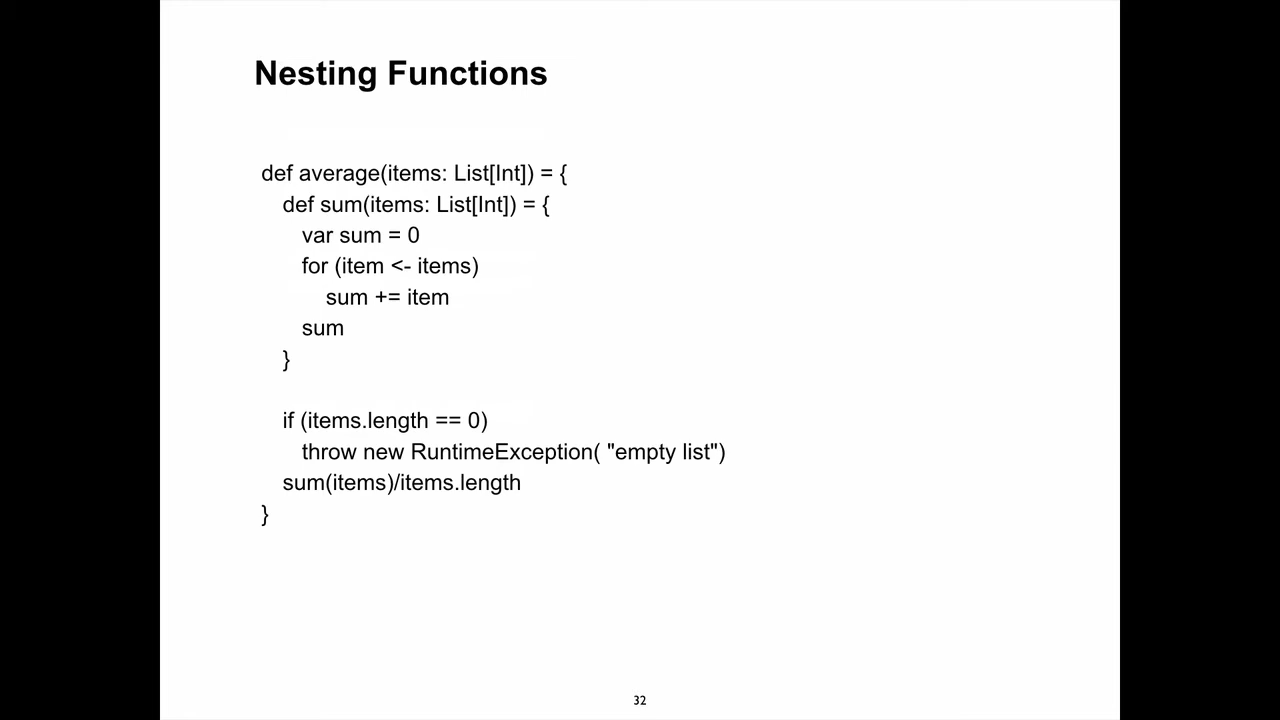 Nesting Functions
def average(items: List[Int]) = {
def sum(items: List[Int]) = {
var sum = 0
for (item <- items)
sum += item
sum
}
if (items.length == 0)
throw new RuntimeException( "empty list")
sum(items)/items.length
}
32